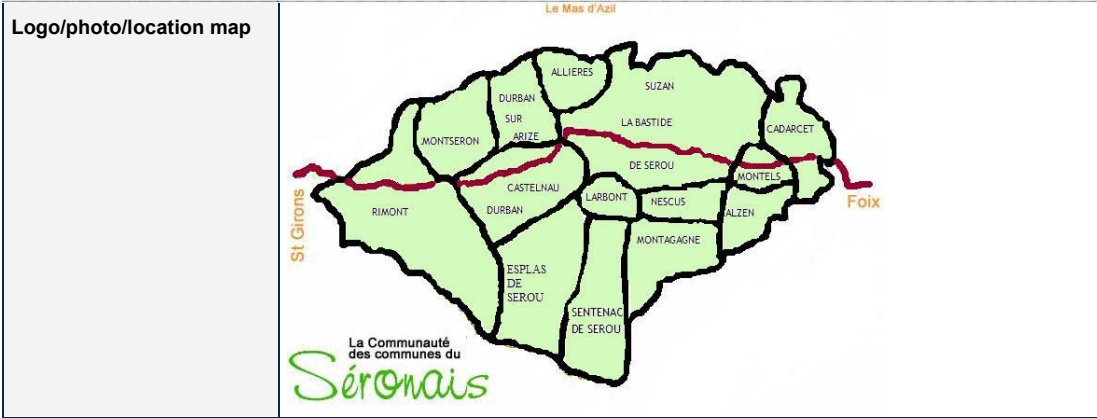 Logo/photo/location map
Le Mas d'Azil
ALLIERES
SUZAN
DURBAN
SUR
ARIZE
LA BASTIDE
CADARCET
MONTSERON
DE SEROU
MONTELS
CASTELNAU
DURBAN
LARBONT
NESCUS
ALZEN
RIMONT
St Girons
Foix
MONTAGAGNE
ESPLAS
DE
SEROU
SENTENAC
DE SEROU
La Communauté
des communes du
Séronais